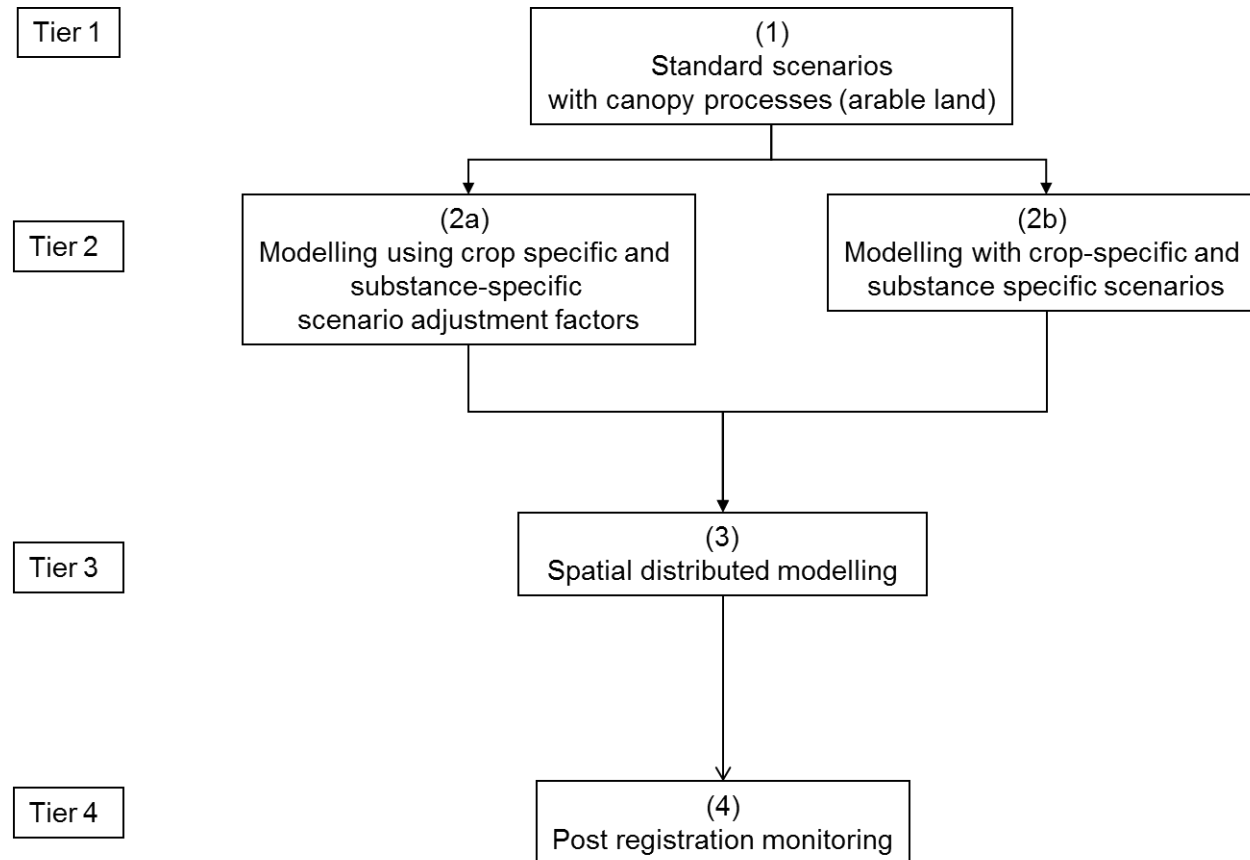 Tier 1
(1)
Standard scenarios
with canopy processes (arable land)
Tier 2
(2a)
Modelling using crop specific and
substance-specific
scenario adjustment factors
(2b)
Modelling with crop-specific and
substance specific scenarios
Tier 3
(3)
Spatial distributed modelling
Tier 4
(4)
Post registration monitoring